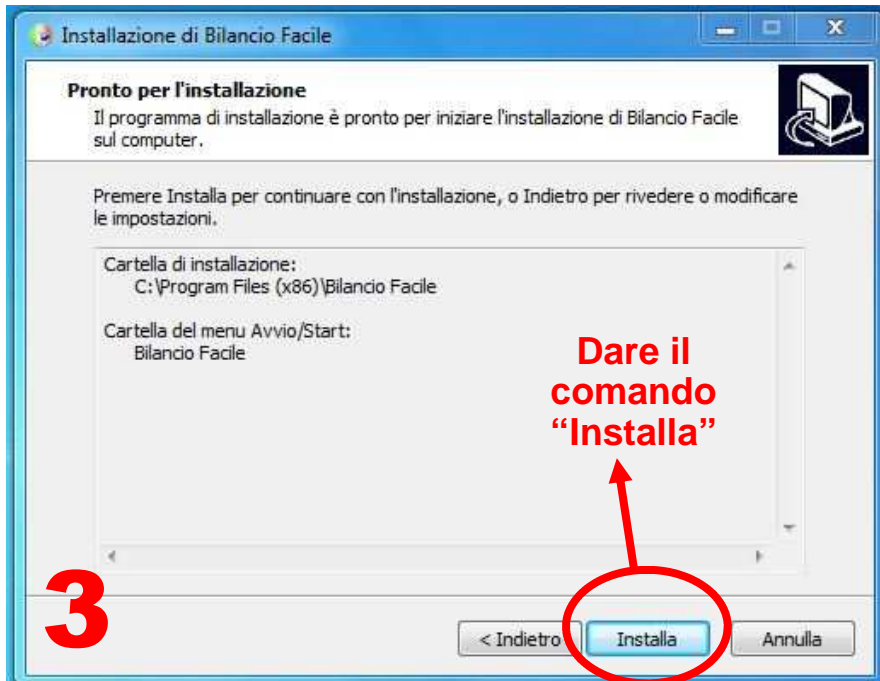 Installazione di Bilancio Facile
Pronto per l'installazione
Il programma di installazione è pronto per iniziare l'installazione di Bilancio Facile
sul computer.
Premere Installa per continuare con l'installazione, o Indietro per rivedere o modificare
le impostazioni.
Cartella di installazione:
C:\Program Files (x86)\Bilancio Facile
Cartella del menu Avvio/Start:
Bilancio Facile
Dare il
comando
“Installa”
3
< Indietro
Installa
Annulla